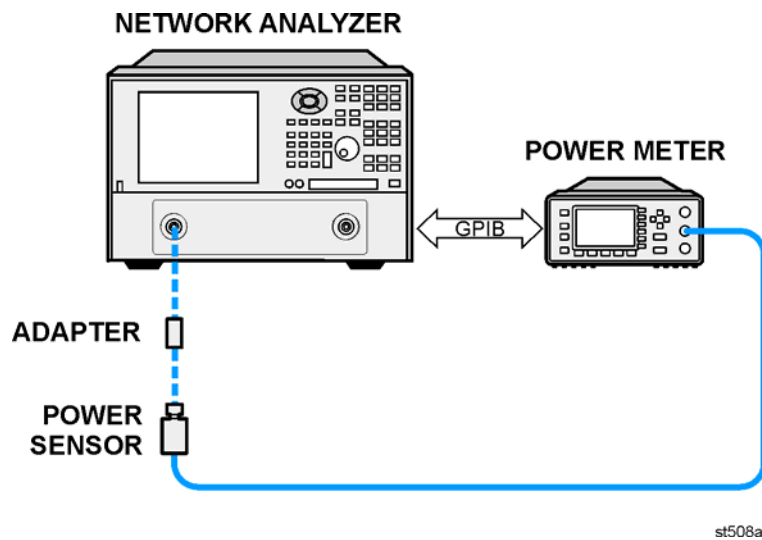 NETWORK ANALYZER
POWER METER
GPIB
ADAPTER
POWER
SENSOR
st508a